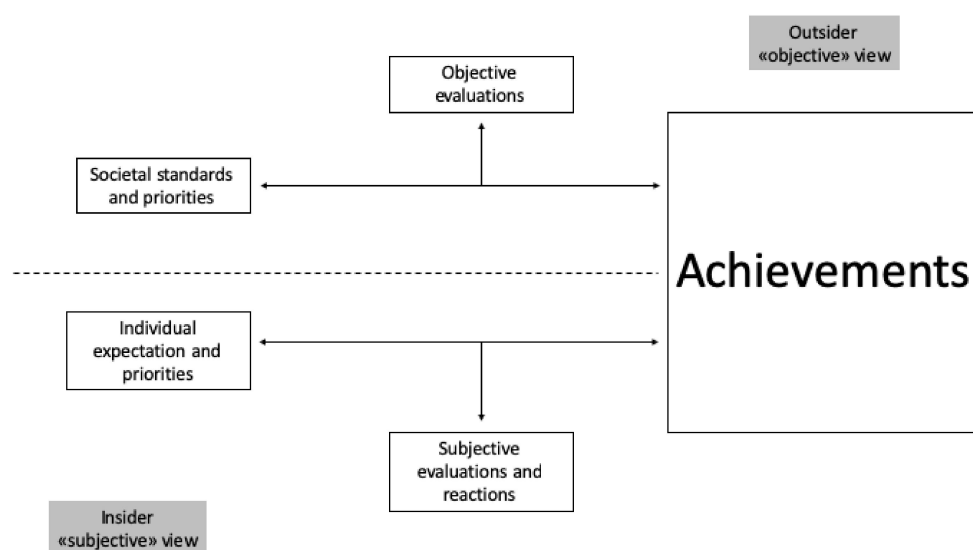 Outsider
«objective» view
Objective
evaluations
Societal standards
and priorities
Achievements
Individual
expectation and
priorities
Subjective
evaluations and
reactions
Insider
«subjective» view